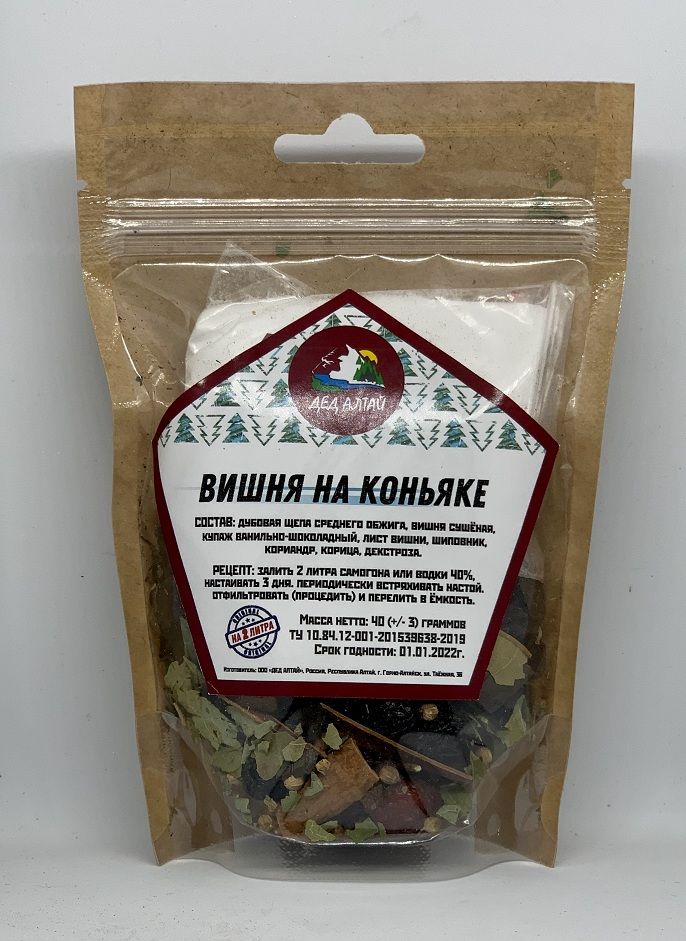 ДЕД АЛТАЙ
ВИШНЯ НА КОНЬЯКЕ
СОСТАВ: ДУБОВАЯ ЩЕПА СРЕДНЕГО ОБЖИГА, ВИШНЯ СУШЁНАЯ,
КУПАЖ ВАНИЛЬНО-ШОКОЛАДНЫЙ, ЛИСТ ВИШНИ, ШИПОВНИК,
КОРИАНДР, КОРИЦА, ДЕКСТРОЗА.
РЕЦЕПТ: ЗАЛИТЬ 2 ЛИТРА САМОГОНА ИЛИ ВОДКИ 40%,
НАСТАИВАТЬ 3 ДНЯ. ПЕРИОДИЧЕСКИ ВСТРЯХИВАТЬ НАСТОЙ.
ОТФИЛЬТРОВАТЬ (ПРОЦЕДИТЬ) И ПЕРЕЛИТЬ В ЁМКОСТЬ.
ORIGINAL
НА 2 ЛИТРА
ORIGINAL
МАССА НЕТТО: 40 (+/- 3) ГРАММОВ
ТУ 10.84.12-001-201539638-2019
СРОК ГОДНОСТИ: 01.01.2022г.
Изготовитель: ООО «ДЕД АЛТАЙ», Россия, Республика Алтай, г. Горно-Алтайск, ул. Таёжная, 36